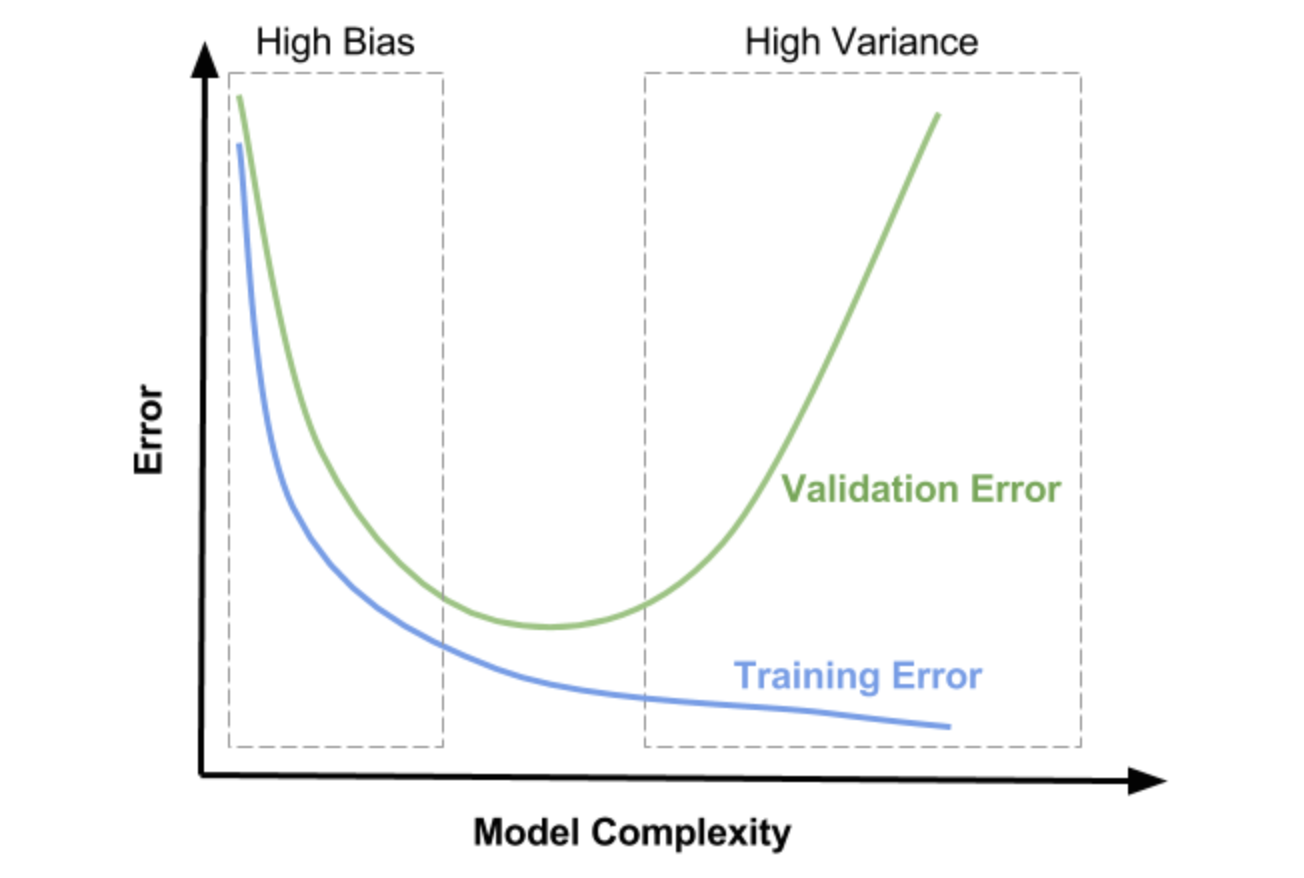 High Bias
High Variance
Error
Validation Error
Training Error
Model Complexity